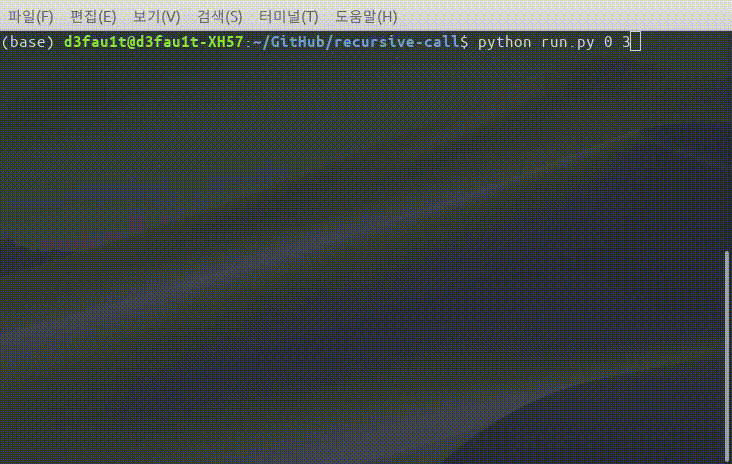 파일(F) 편집(E) 보기(V) 검색(S) 터미널(T) 도움말(H)
(base) d3fau1t@d3fau1t-XH57:~/GitHub/recursive-call$ python run.py 0 3